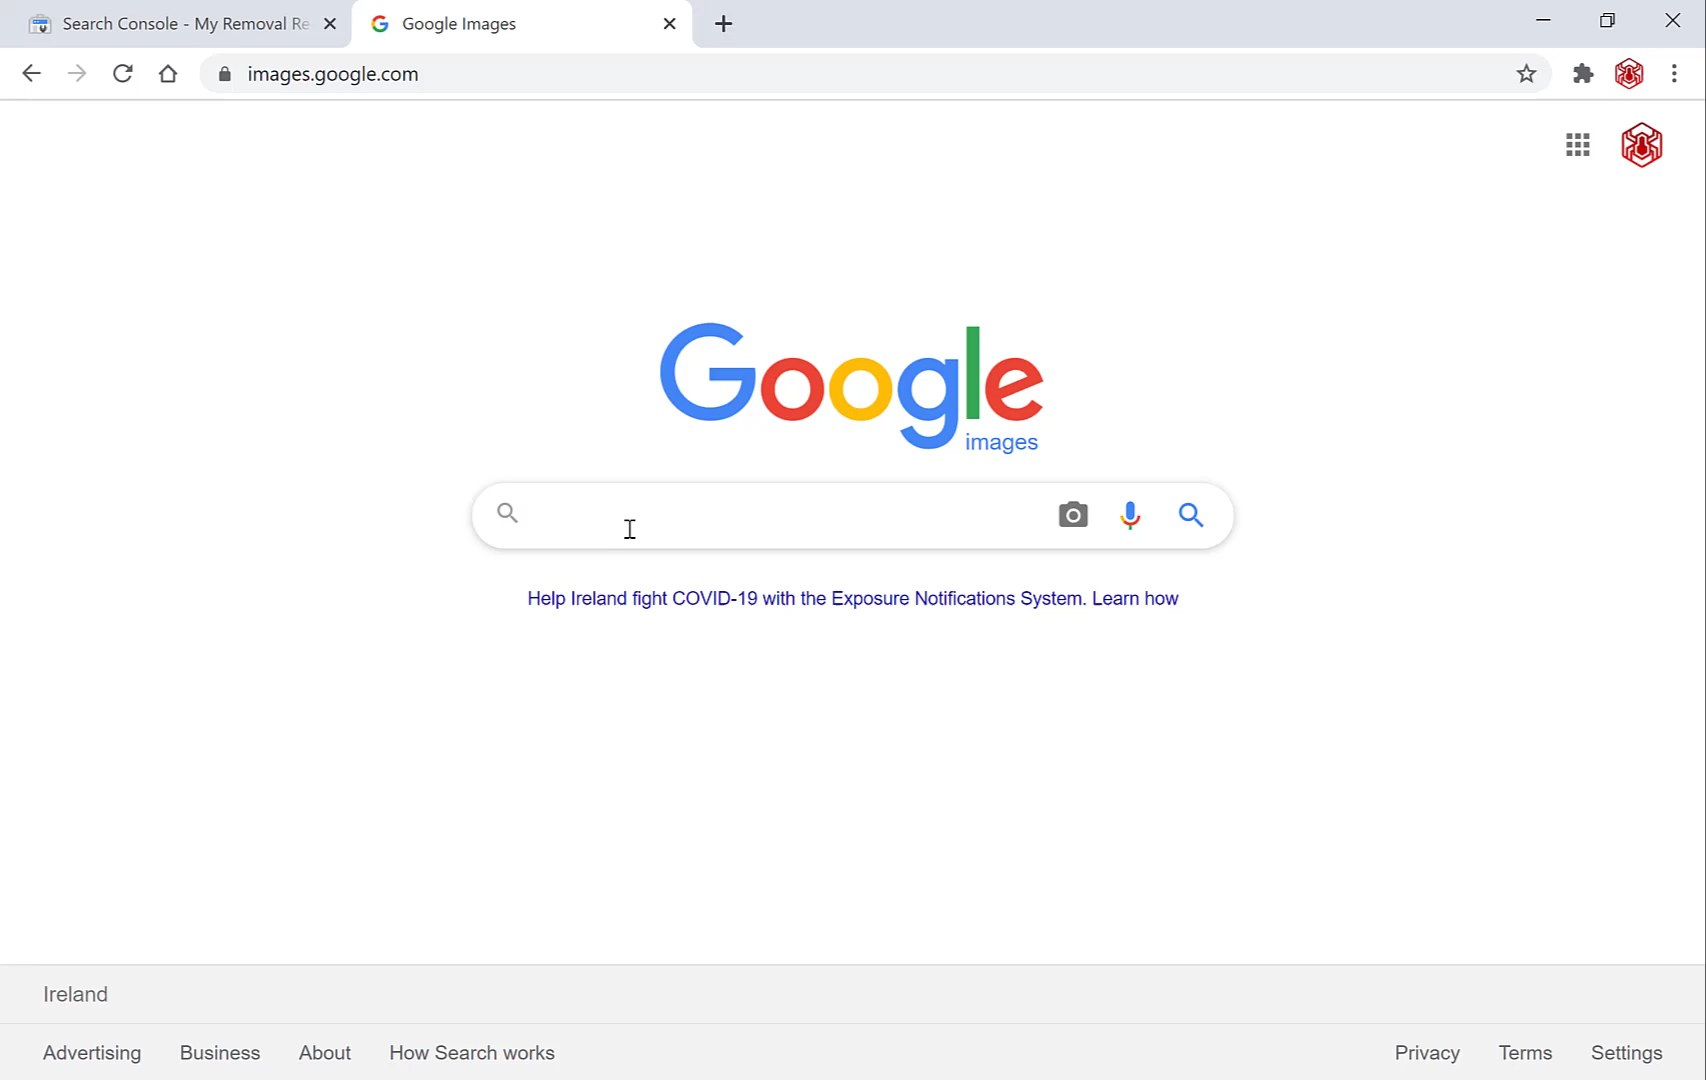 Search Console - My Removal Re
Google Images
images.google.com
Google
images
Help Ireland fight COVID-19 with the Exposure Notifications System. Learn how
Ireland
Advertising Business About How Search works Privacy Terms Settings